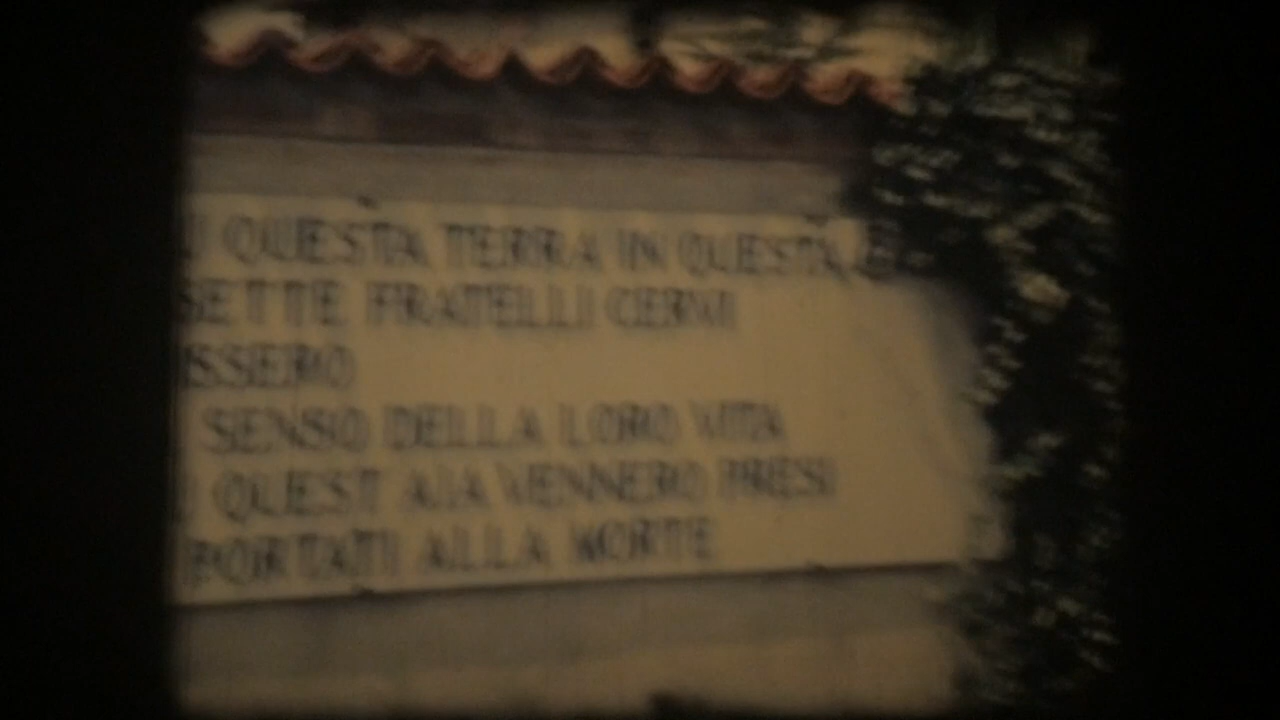 QUESTA TERRA IN QUESTA
SETTE FRATELLI CERVI
ISSERO
SENSO DELLA LORO VITA
QUEST AIA VENNERO PRESI
PORTATI ALLA MORTE